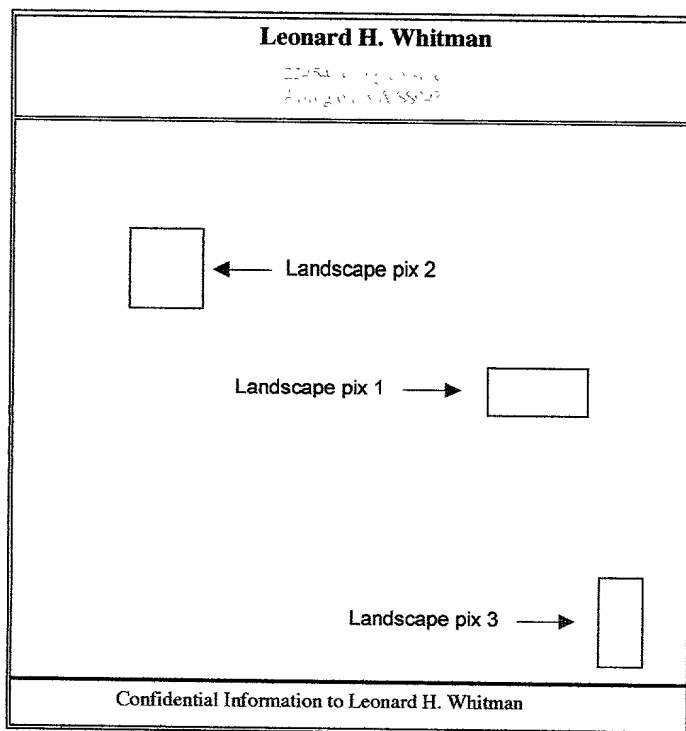 Leonard H. Whitman
Landscape pix 2
Landscape pix 1
Landscape pix 3
Confidential Information to Leonard H. Whitman